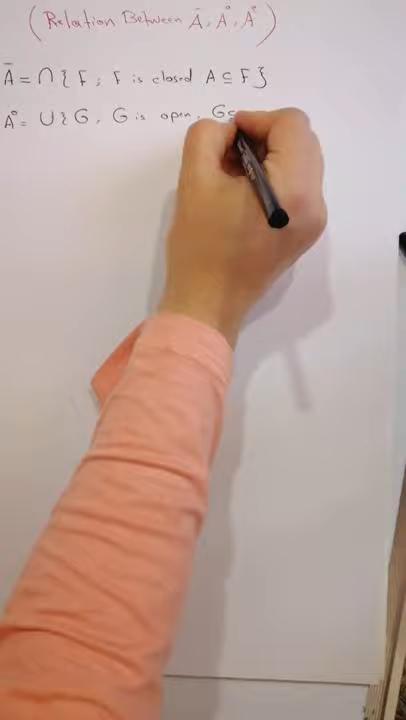 (Relation Between Ā, A°, Aᵉ)
Ā = ∩ { F ; F is closed A ⊆ F }
A° = ∪ { G , G is open, G ⊆